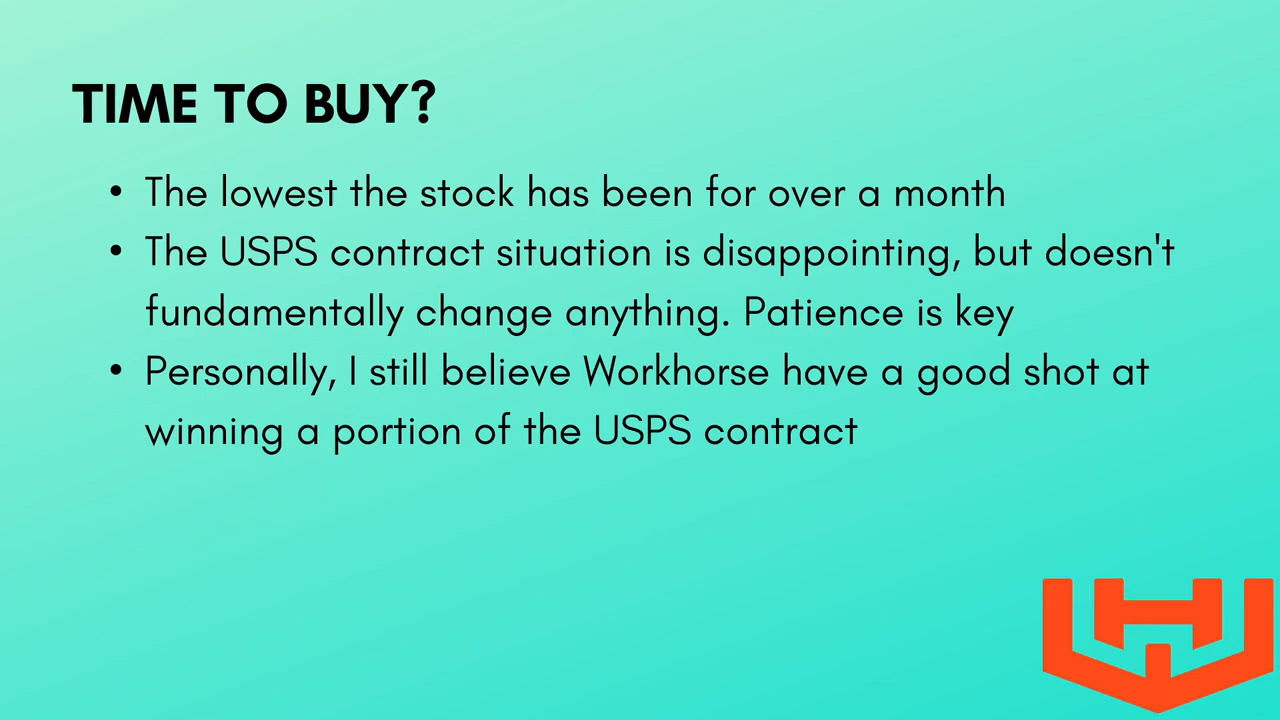 TIME TO BUY?
• The lowest the stock has been for over a month
• The USPS contract situation is disappointing, but doesn't
fundamentally change anything. Patience is key
• Personally, I still believe Workhorse have a good shot at
winning a portion of the USPS contract